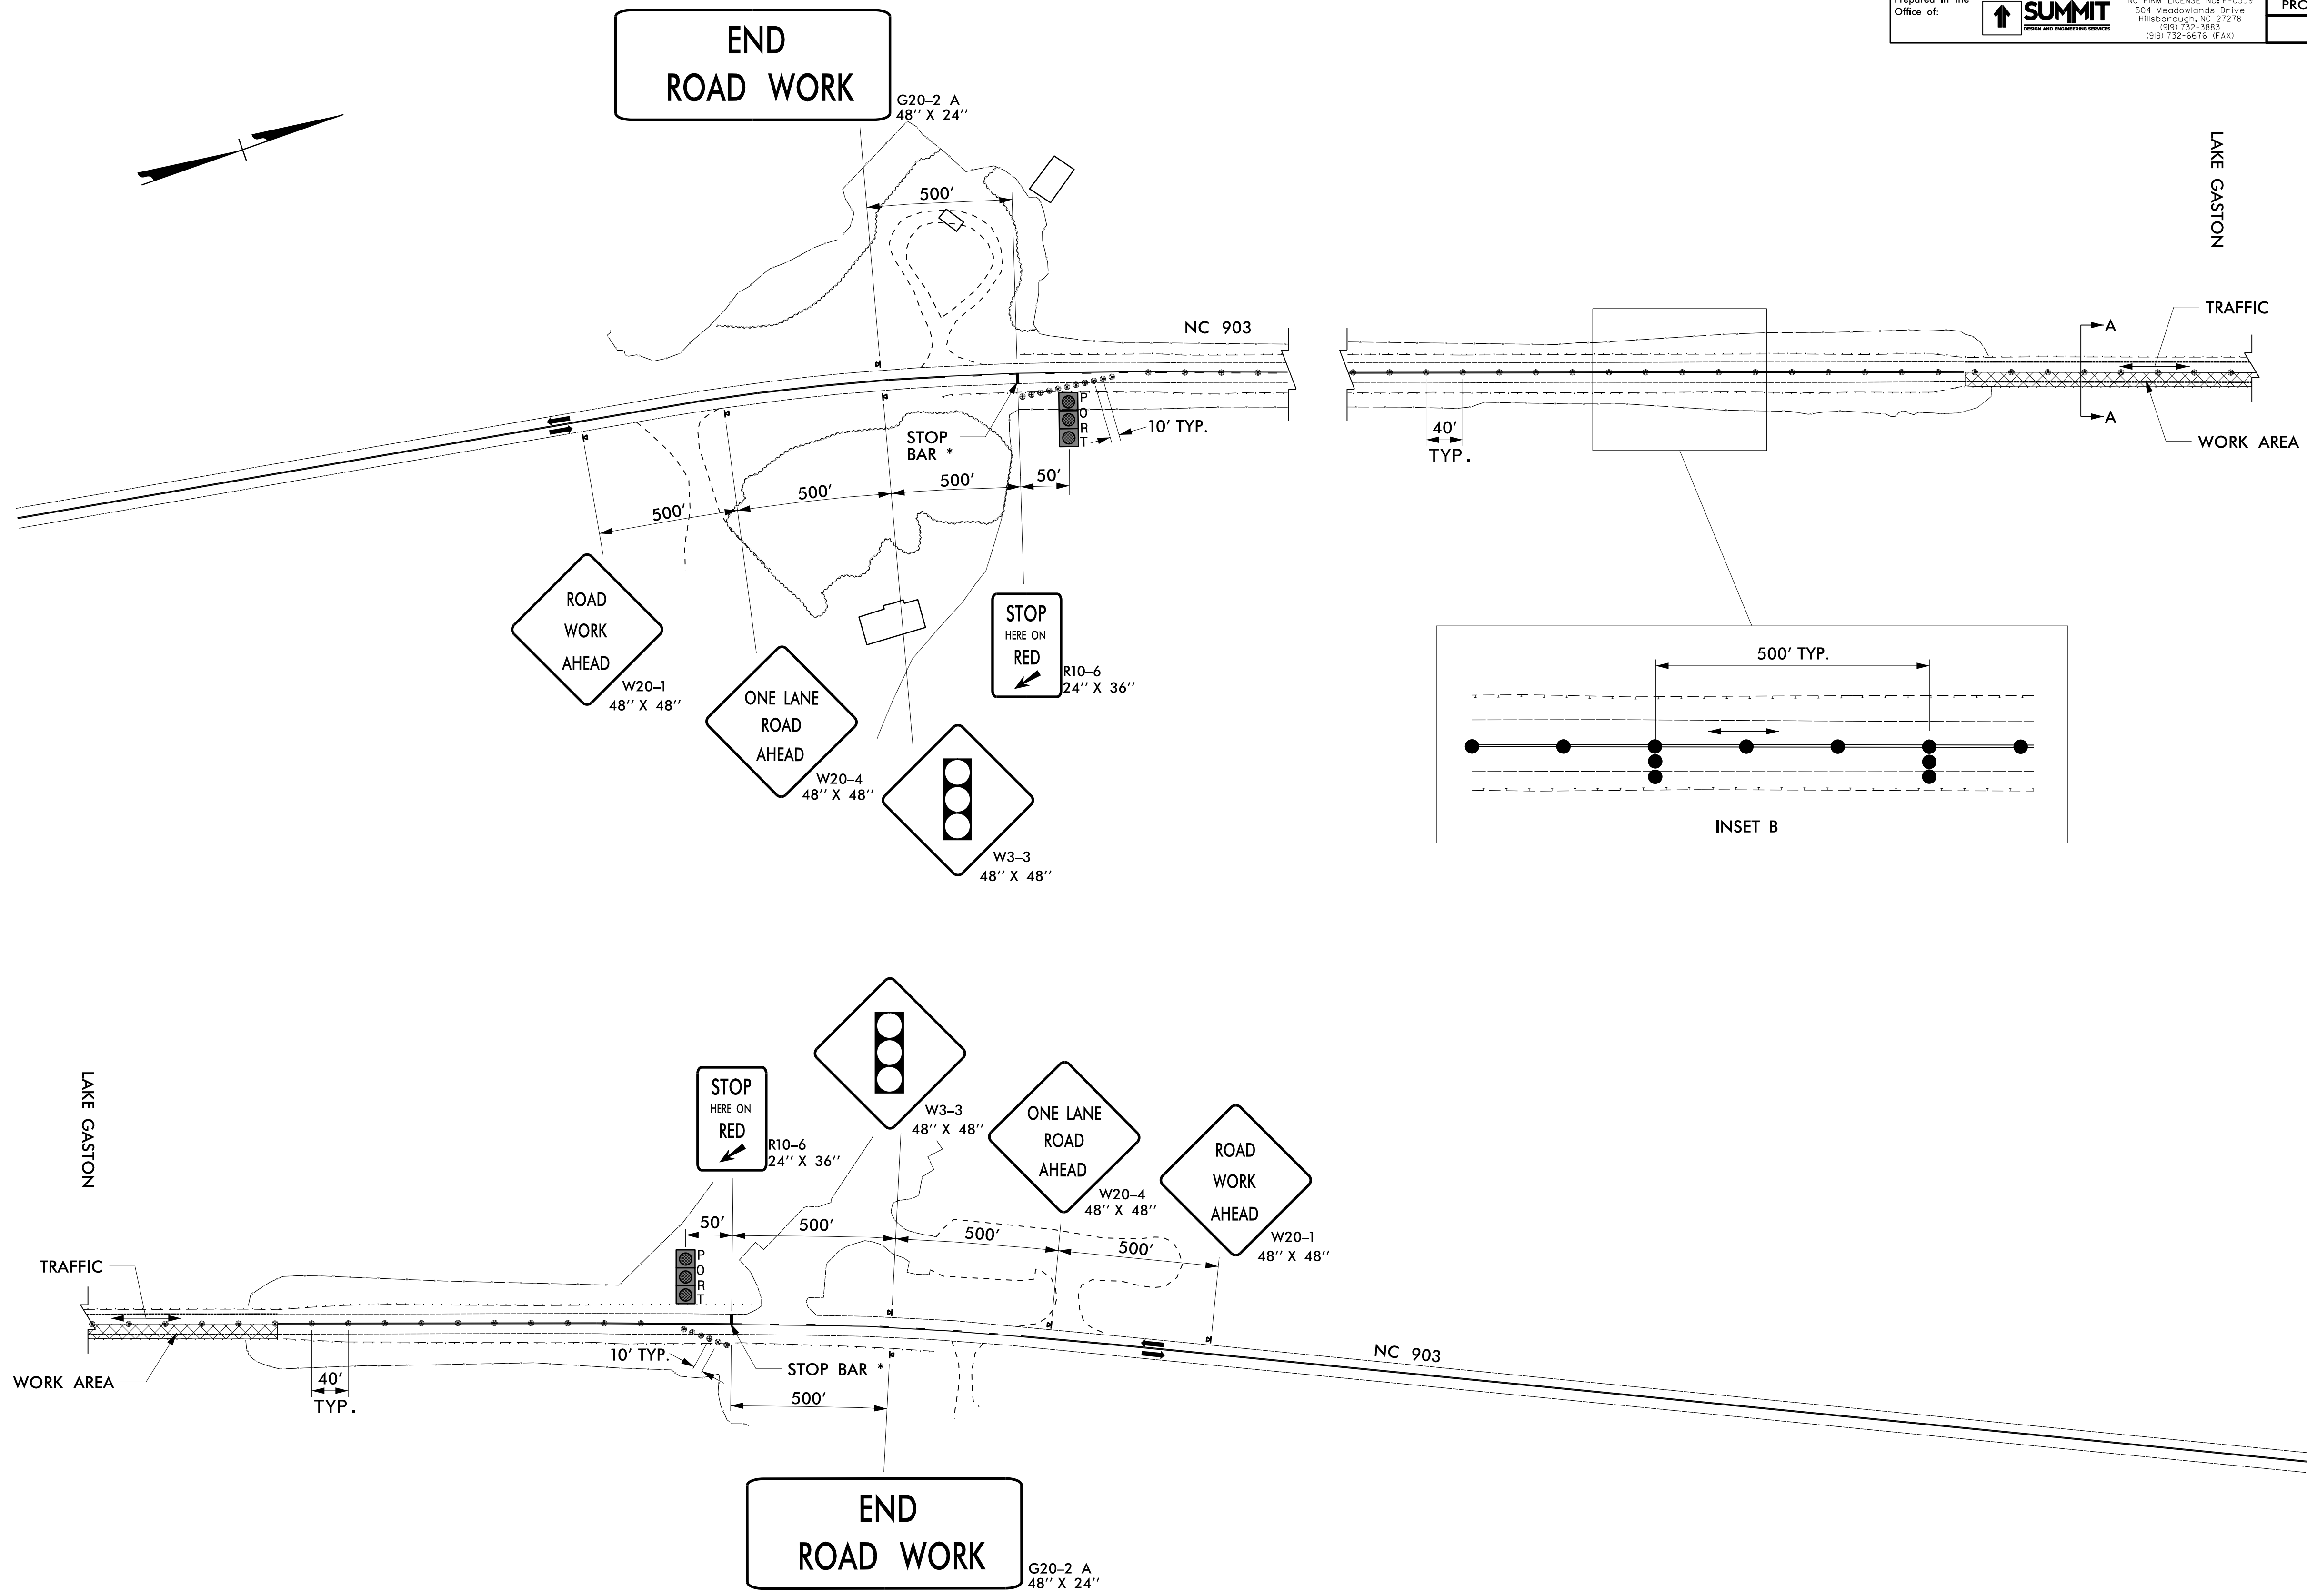 Prepared in the
Office of:
SUMMIT
DESIGN AND ENGINEERING SERVICES
504 Meadowlands Drive
Hillsborough, NC 27278
(919) 732-3883
(919) 732-6676 (FAX)
END
ROAD WORK
G20-2 A
48'' X 24''
LAKE GASTON
500'
NC 903
TRAFFIC
A
A
WORK AREA
STOP
BAR *
P
O
R
T
10' TYP.
40'
TYP.
500'
500'
500'
50'
ROAD
WORK
AHEAD
W20-1
48'' X 48''
ONE LANE
ROAD
AHEAD
W20-4
48'' X 48''
STOP
HERE ON
RED
R10-6
24'' X 36''
W3-3
48'' X 48''
500' TYP.
INSET B
LAKE GASTON
STOP
HERE ON
RED
R10-6
24'' X 36''
W3-3
48'' X 48''
ONE LANE
ROAD
AHEAD
W20-4
48'' X 48''
ROAD
WORK
AHEAD
W20-1
48'' X 48''
50'
500'
500'
500'
P
O
R
T
TRAFFIC
WORK AREA
40'
TYP.
10' TYP.
STOP BAR *
500'
NC 903
END
ROAD WORK
G20-2 A
48'' X 24''